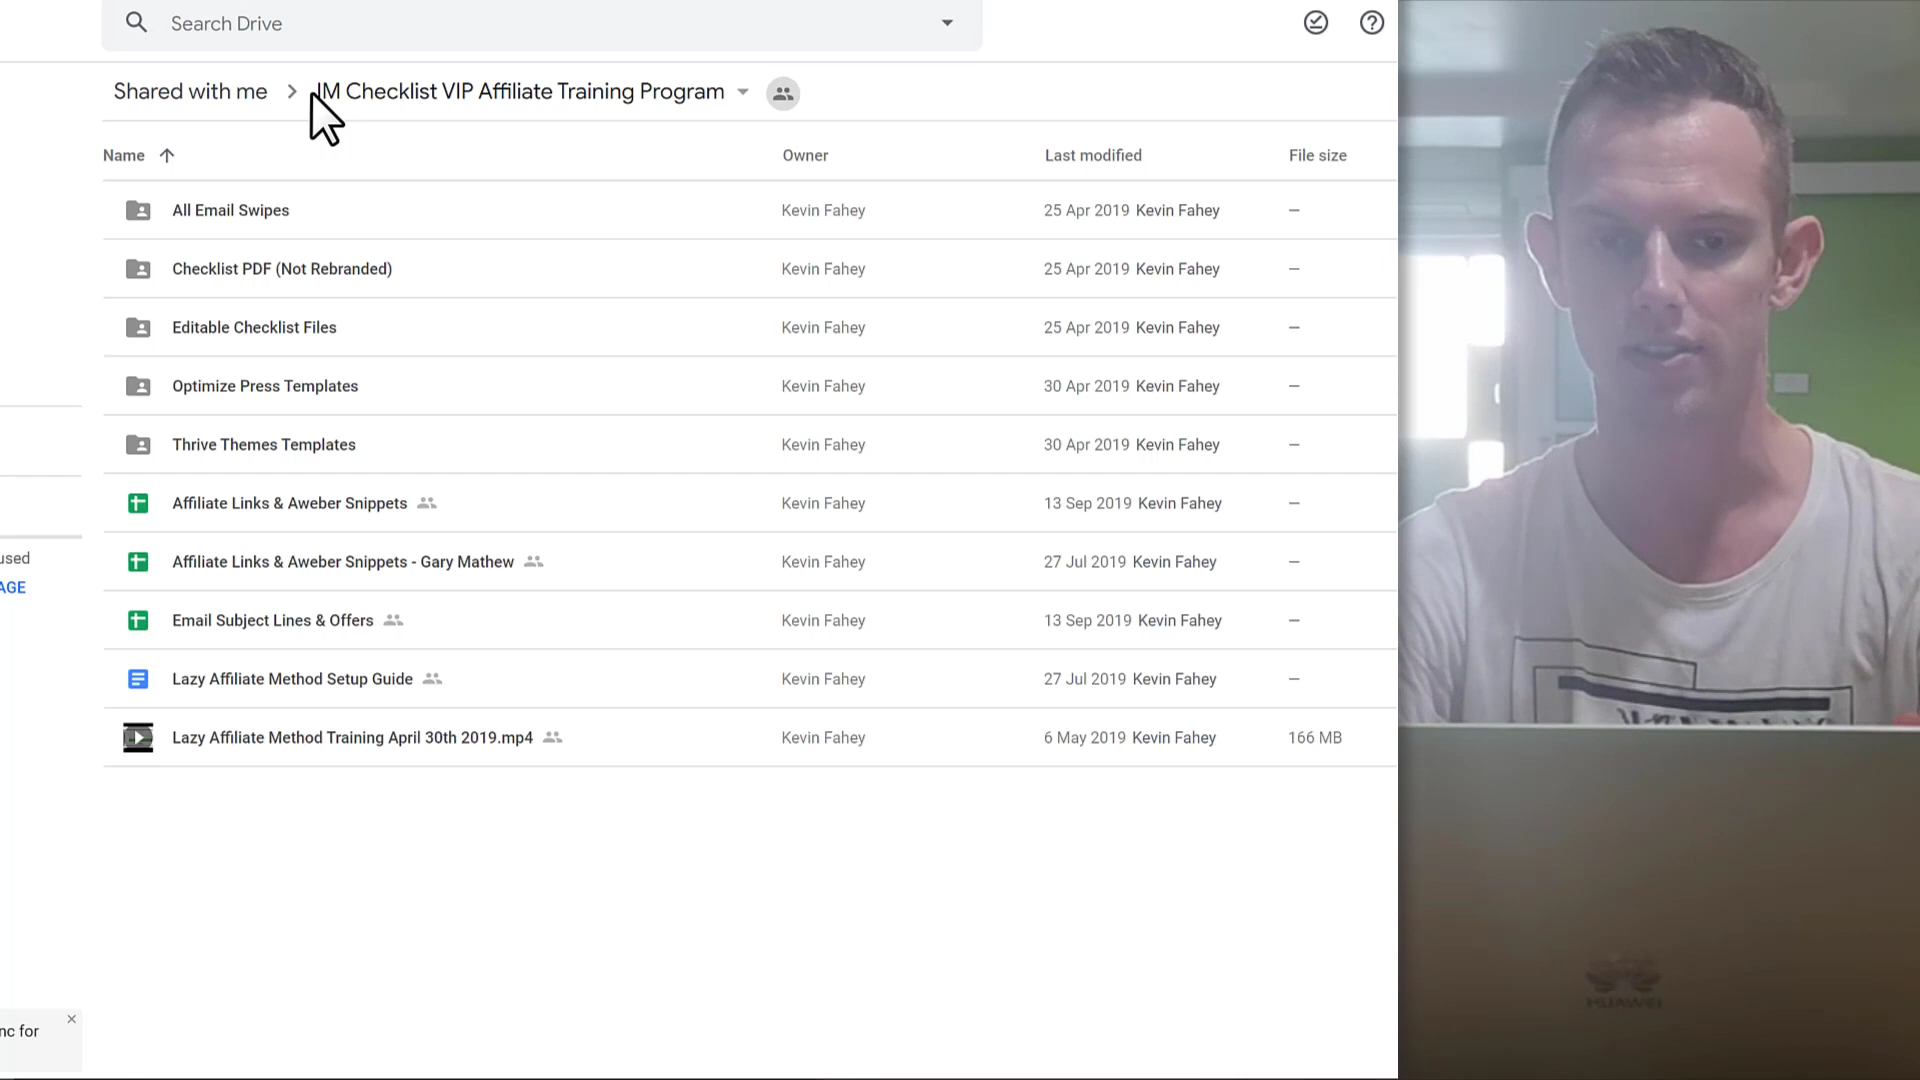 Search Drive
Shared with me > IM Checklist VIP Affiliate Training Program
Name Owner Last modified File size
All Email Swipes Kevin Fahey 25 Apr 2019 Kevin Fahey –
Checklist PDF (Not Rebranded) Kevin Fahey 25 Apr 2019 Kevin Fahey –
Editable Checklist Files Kevin Fahey 25 Apr 2019 Kevin Fahey –
Optimize Press Templates Kevin Fahey 30 Apr 2019 Kevin Fahey –
Thrive Themes Templates Kevin Fahey 30 Apr 2019 Kevin Fahey –
Affiliate Links & Aweber Snippets Kevin Fahey 13 Sep 2019 Kevin Fahey –
Affiliate Links & Aweber Snippets - Gary Mathew Kevin Fahey 27 Jul 2019 Kevin Fahey –
Email Subject Lines & Offers Kevin Fahey 13 Sep 2019 Kevin Fahey –
Lazy Affiliate Method Setup Guide Kevin Fahey 27 Jul 2019 Kevin Fahey –
Lazy Affiliate Method Training April 30th 2019.mp4 Kevin Fahey 6 May 2019 Kevin Fahey 166 MB
used
AGE
nc for
HUAWEI